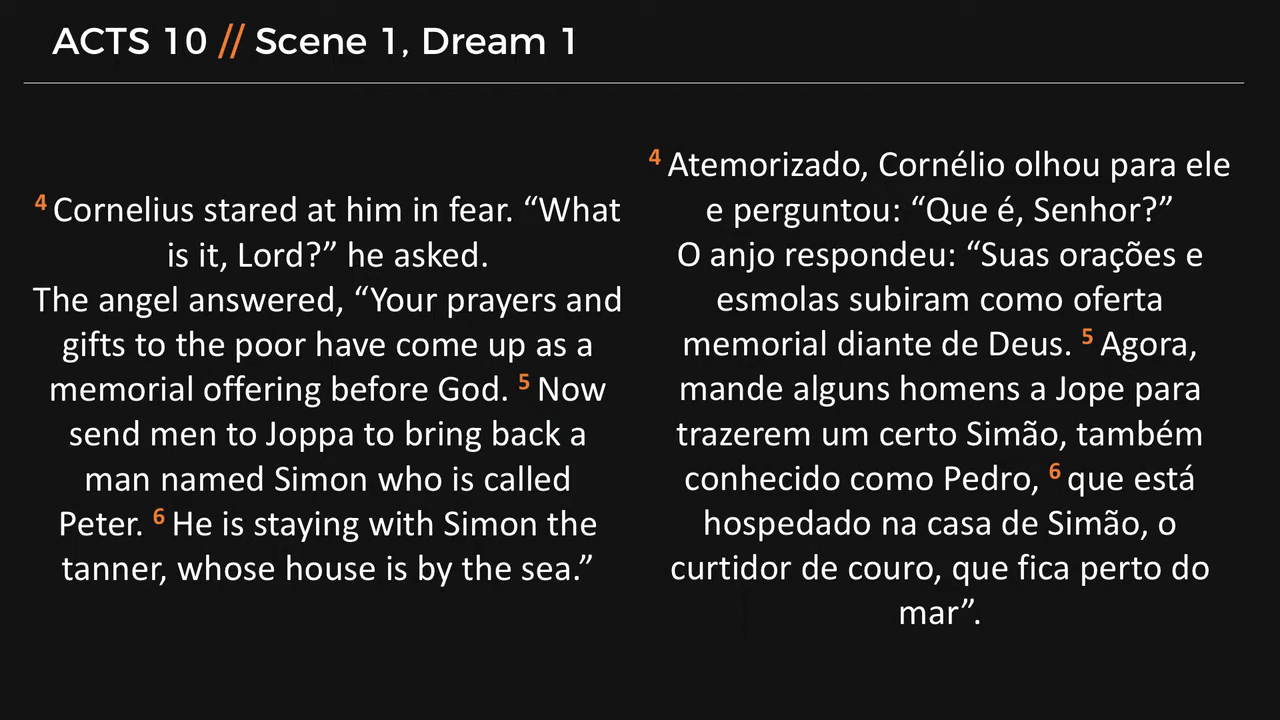 ACTS 10 // Scene 1, Dream 1
4 Cornelius stared at him in fear. “What
is it, Lord?” he asked.
The angel answered, “Your prayers and
gifts to the poor have come up as a
memorial offering before God. 5 Now
send men to Joppa to bring back a
man named Simon who is called
Peter. 6 He is staying with Simon the
tanner, whose house is by the sea.”
4 Atemorizado, Cornélio olhou para ele
e perguntou: “Que é, Senhor?”
O anjo respondeu: “Suas orações e
esmolas subiram como oferta
memorial diante de Deus. 5 Agora,
mande alguns homens a Jope para
trazerem um certo Simão, também
conhecido como Pedro, 6 que está
hospedado na casa de Simão, o
curtidor de couro, que fica perto do
mar”.